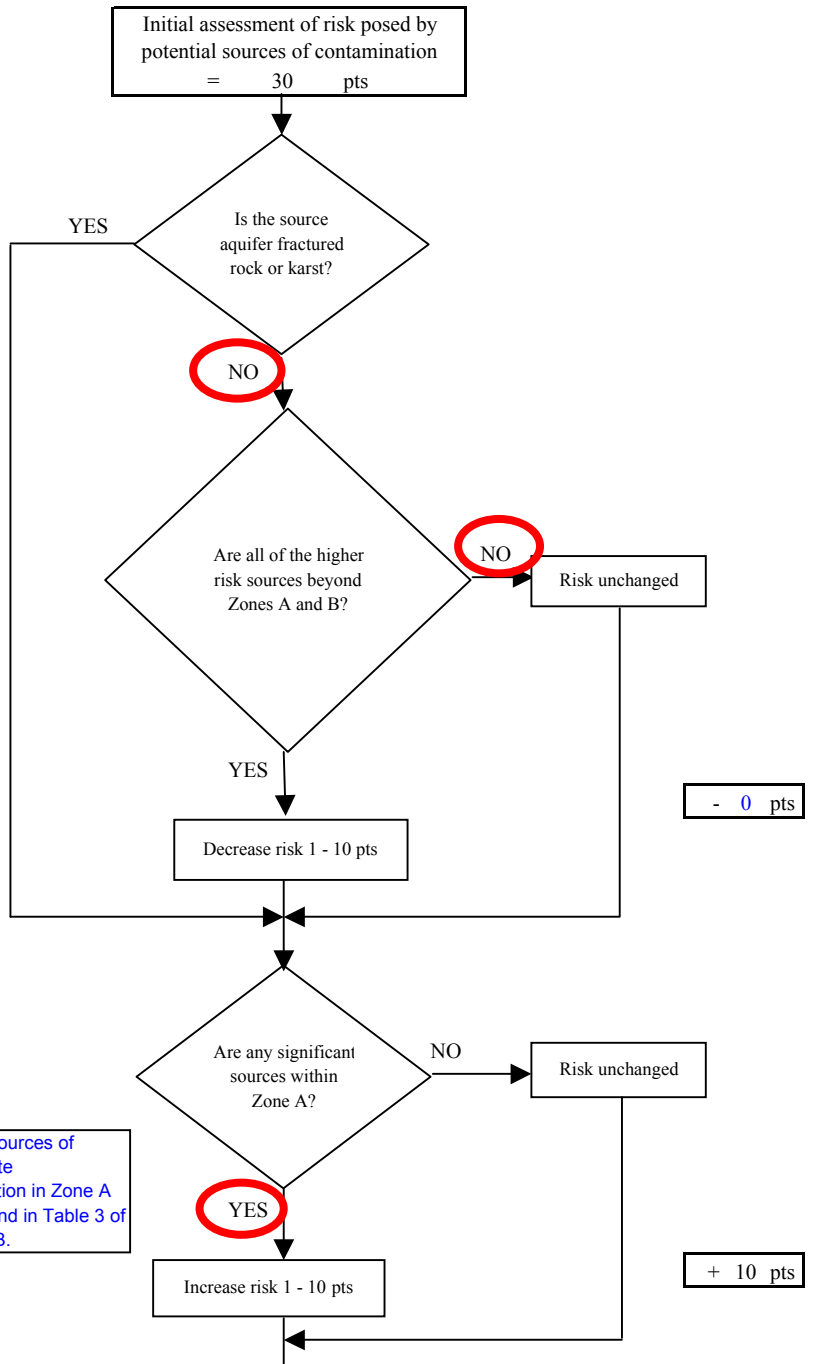 Initial assessment of risk posed by
potential sources of contamination
= 30 pts
YES
Is the source
aquifer fractured
rock or karst?
NO
Are all of the higher
risk sources beyond
Zones A and B?
NO
Risk unchanged
YES
- 0 pts
Decrease risk 1 - 10 pts
Are any significant
sources within
Zone A?
NO
Risk unchanged
ources of
te
tion in Zone A
nd in Table 3 of
3.
YES
Increase risk 1 - 10 pts
+ 10 pts